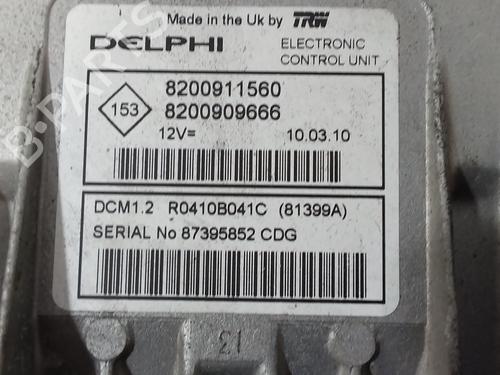 Made in the Uk by TRW
DELPHI
ELECTRONIC
CONTROL UNIT
153
8200911560
8200909666
12V=
10.03.10
DCM1.2 R0410B041C (81399A)
SERIAL No 87395852 CDG
B-PARTS